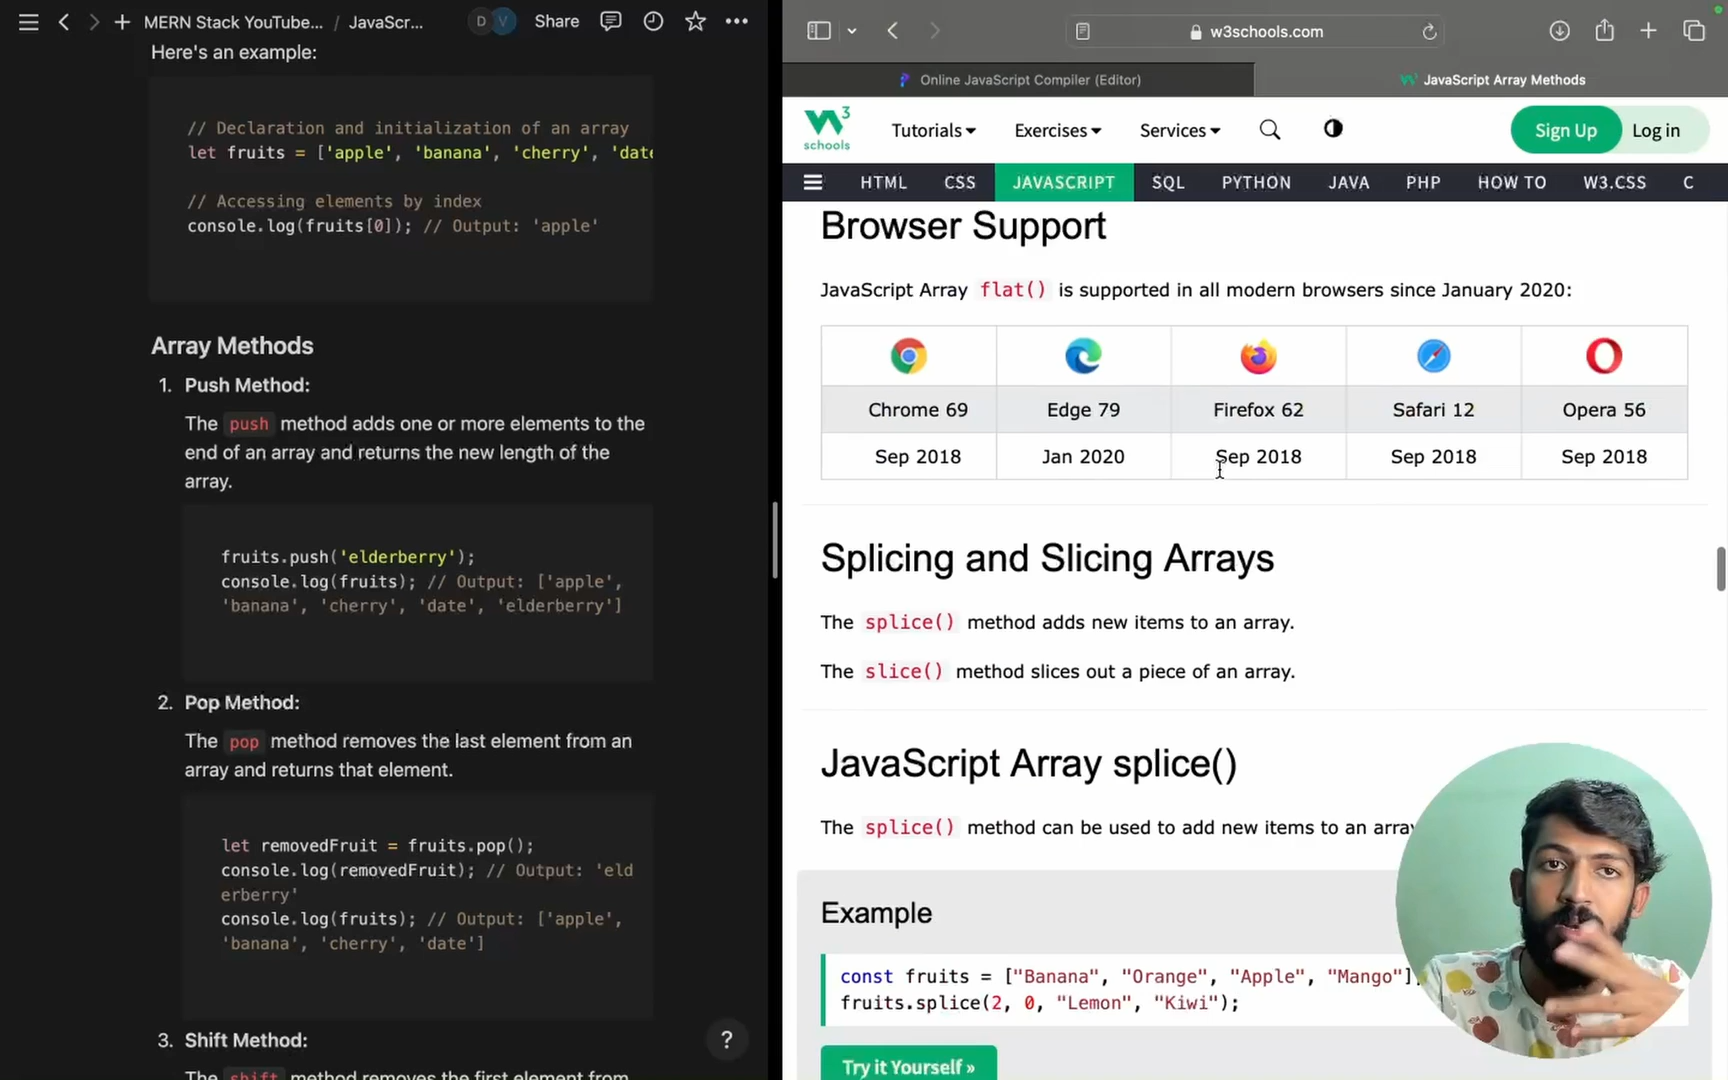 MERN Stack YouTube... / JavaScr...
D V Share
Here's an example:
// Declaration and initialization of an array
let fruits = ['apple', 'banana', 'cherry', 'date
// Accessing elements by index
console.log(fruits[0]); // Output: 'apple'
Array Methods
1. Push Method:
The push method adds one or more elements to the
end of an array and returns the new length of the
array.
fruits.push('elderberry');
console.log(fruits); // Output: ['apple',
'banana', 'cherry', 'date', 'elderberry']
2. Pop Method:
The pop method removes the last element from an
array and returns that element.
let removedFruit = fruits.pop();
console.log(removedFruit); // Output: 'eld
erberry'
console.log(fruits); // Output: ['apple',
'banana', 'cherry', 'date']
3. Shift Method:
The shift method removes the first element from
?
w3schools.com
Online JavaScript Compiler (Editor)
JavaScript Array Methods
W3 schools
Tutorials Exercises Services Sign Up Log in
HTML CSS JAVASCRIPT SQL PYTHON JAVA PHP HOW TO W3.CSS C
Browser Support
JavaScript Array flat() is supported in all modern browsers since January 2020:
Chrome 69 Edge 79 Firefox 62 Safari 12 Opera 56
Sep 2018 Jan 2020 Sep 2018 Sep 2018 Sep 2018
Splicing and Slicing Arrays
The splice() method adds new items to an array.
The slice() method slices out a piece of an array.
JavaScript Array splice()
The splice() method can be used to add new items to an array
Example
const fruits = ["Banana", "Orange", "Apple", "Mango"]
fruits.splice(2, 0, "Lemon", "Kiwi");
Try it Yourself »